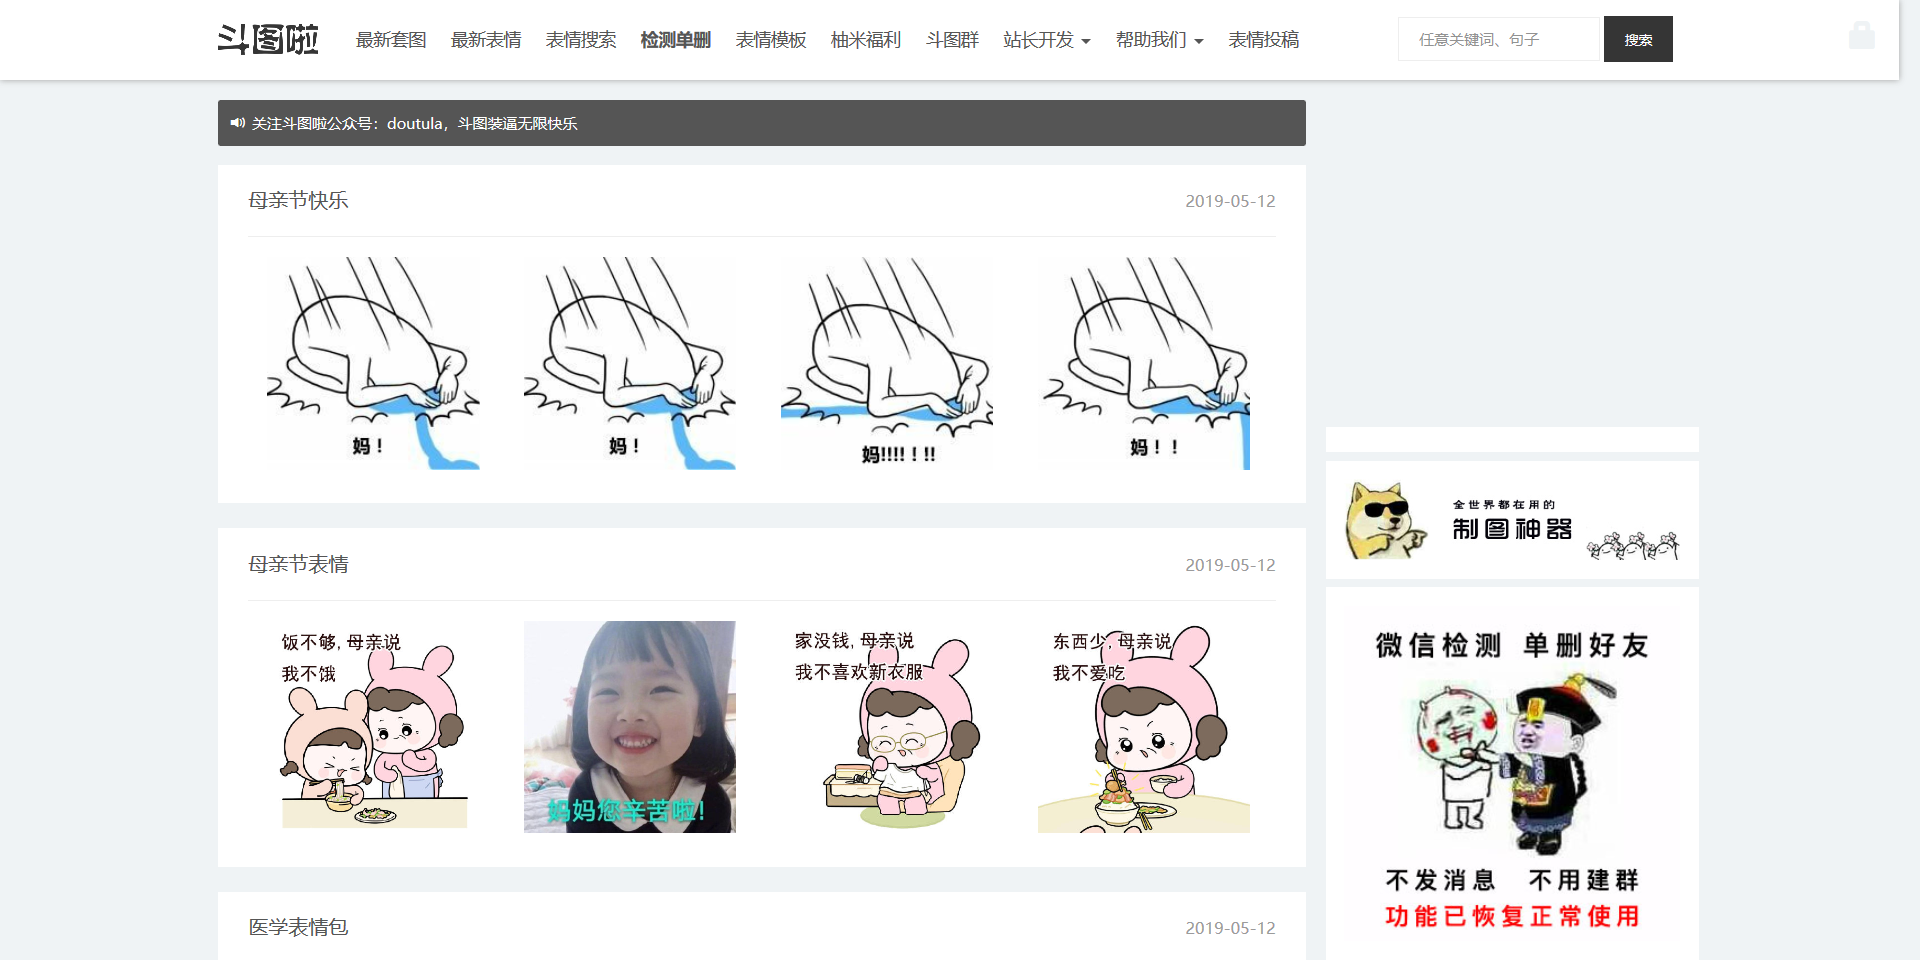 斗图啦 最新套图 最新表情 表情搜索 检测单删 表情模板 柚米福利 斗图群 站长开发 帮助我们 表情投稿 任意关键词、句子 搜索
关注斗图啦公众号：doutula，斗图装逼无限快乐
母亲节快乐 2019-05-12
妈！ 妈！ 妈!!!!！!! 妈！！
全世界都在用的
制图神器
母亲节表情 2019-05-12
饭不够,母亲说
我不饿
妈妈您辛苦啦!
家没钱,母亲说
我不喜欢新衣服
东西少,母亲说
我不爱吃
微信检测 单删好友
不发消息 不用建群
功能已恢复正常使用
医学表情包 2019-05-12